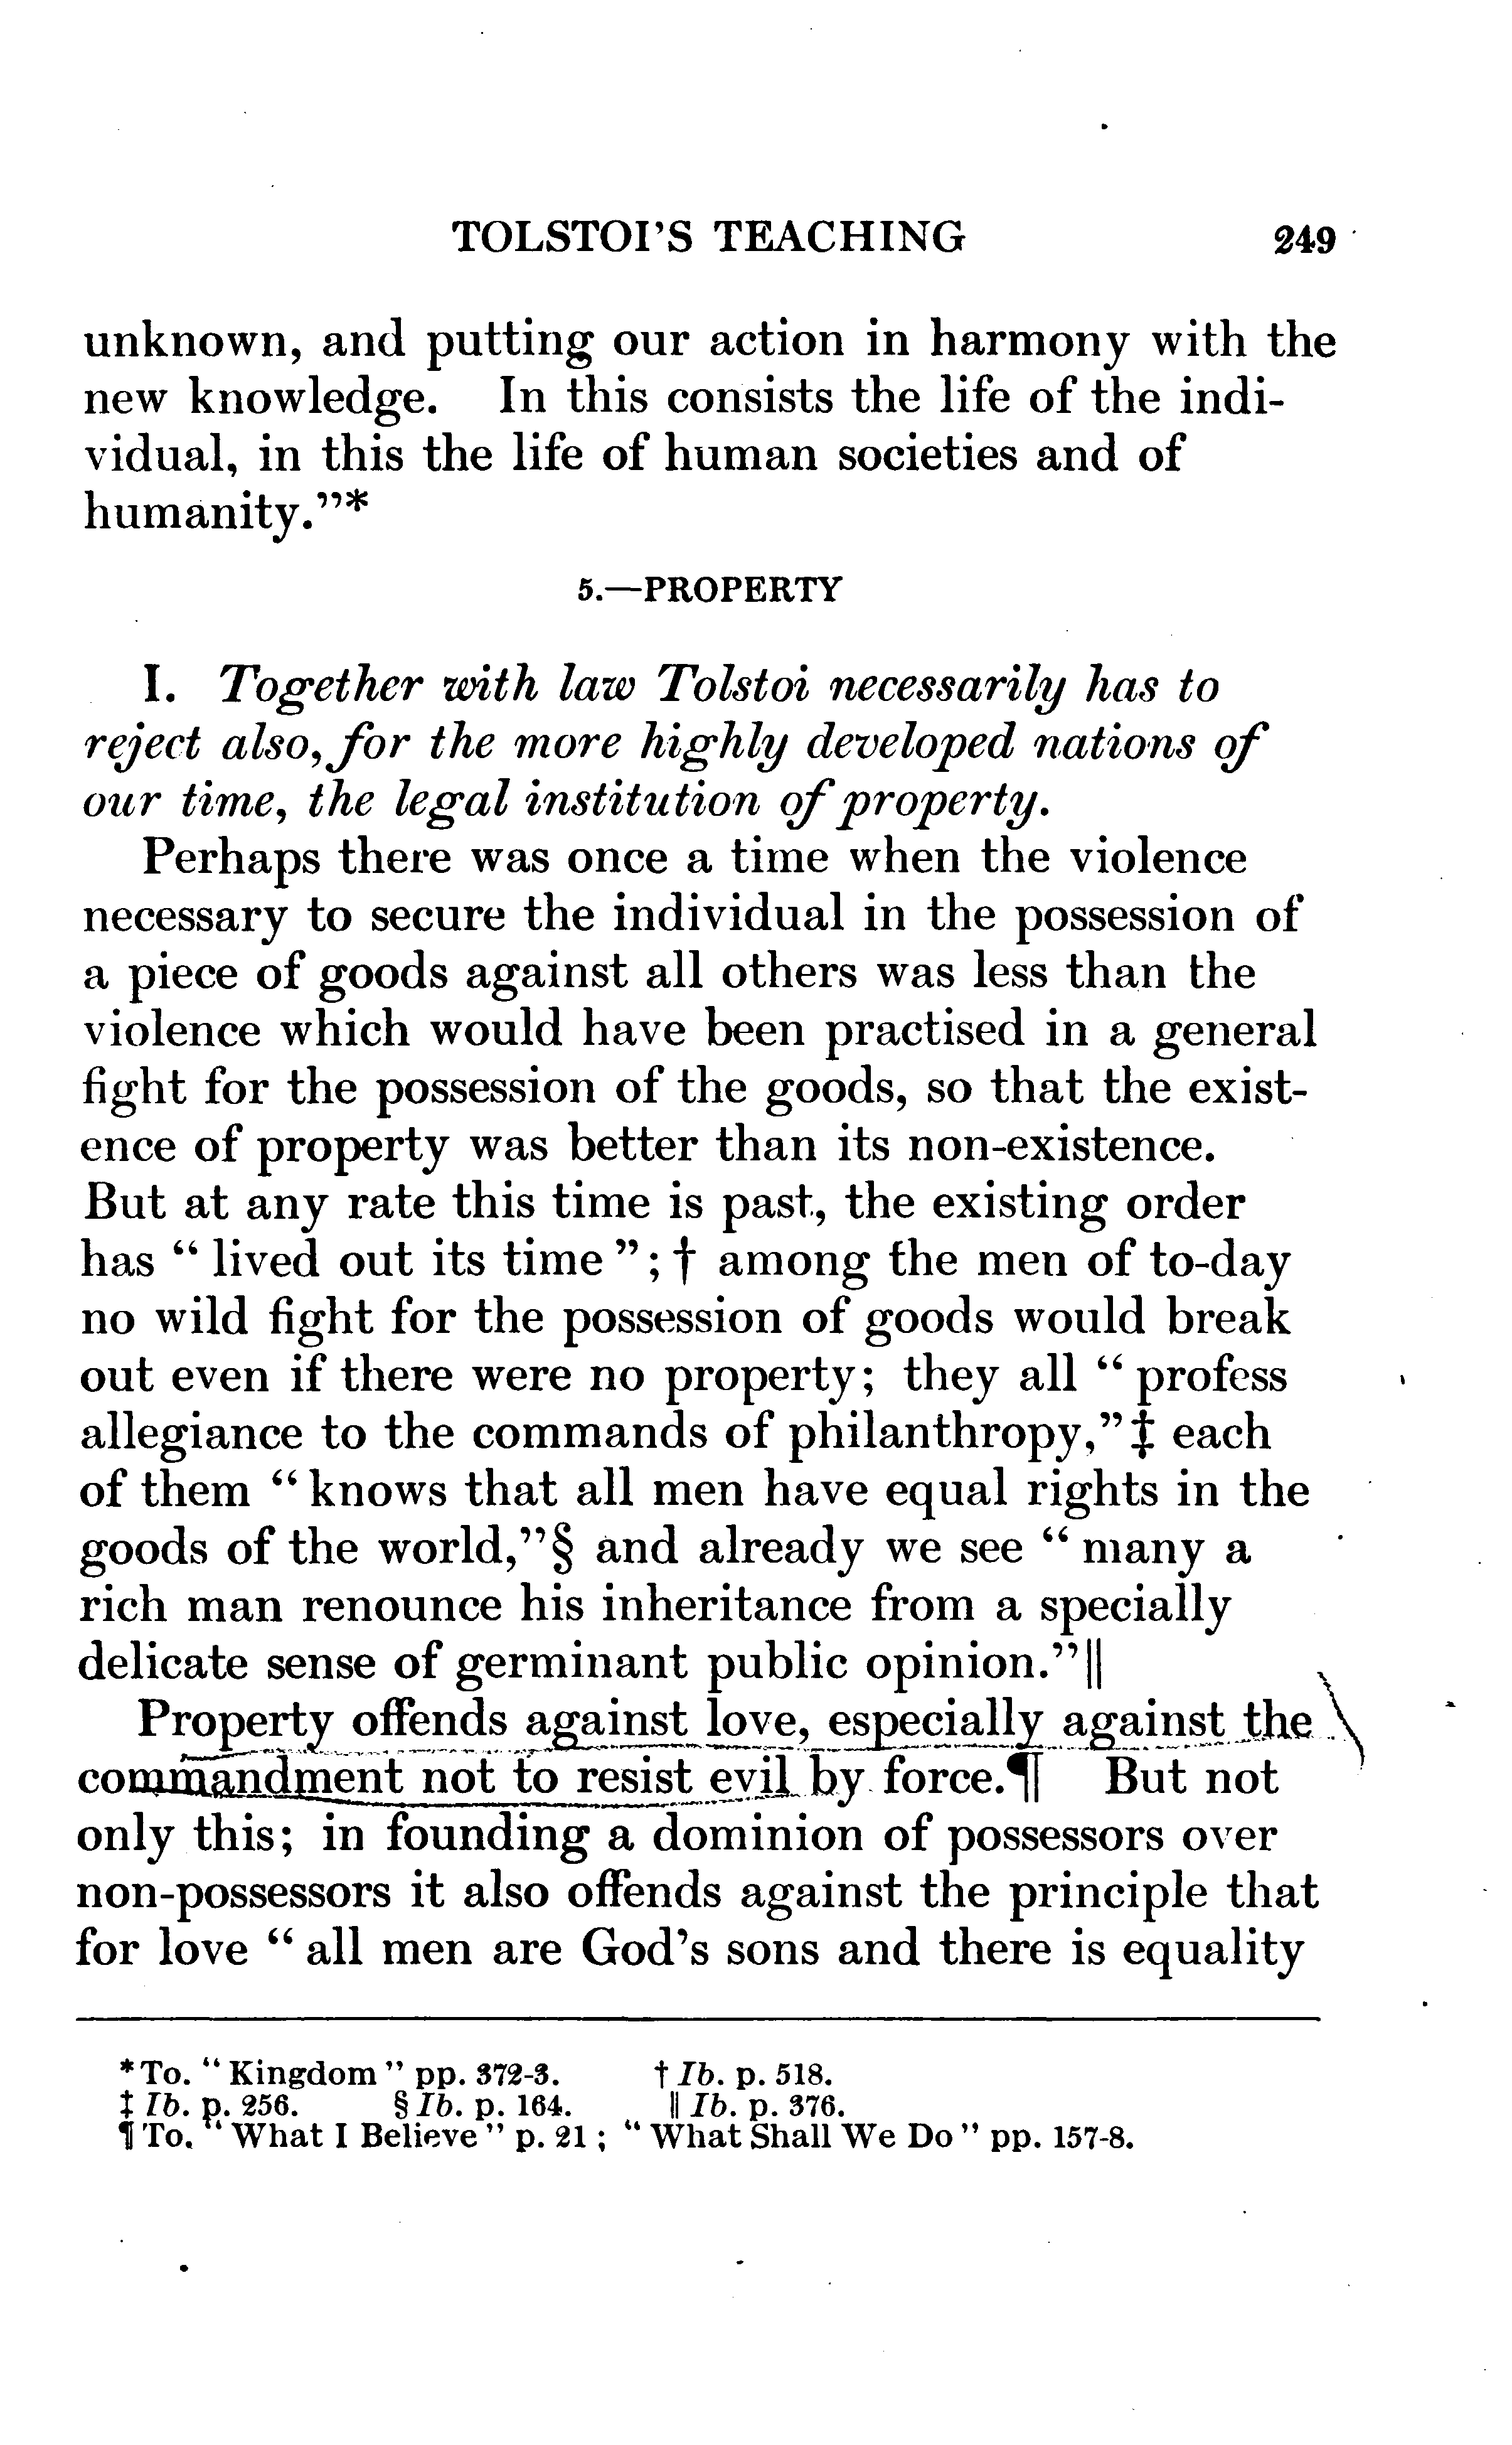 TOLSTOI'S TEACHING 249
unknown, and putting our action in harmony with the
new knowledge. In this consists the life of the indi-
vidual, in this the life of human societies and of
humanity."*
5.—PROPERTY
I. Together with law Tolstoi necessarily has to
reject also, for the more highly developed nations of
our time, the legal institution of property.
Perhaps there was once a time when the violence
necessary to secure the individual in the possession of
a piece of goods against all others was less than the
violence which would have been practised in a general
fight for the possession of the goods, so that the exist-
ence of property was better than its non-existence.
But at any rate this time is past, the existing order
has "lived out its time"; † among the men of to-day
no wild fight for the possession of goods would break
out even if there were no property; they all "profess
allegiance to the commands of philanthropy,"‡ each
of them "knows that all men have equal rights in the
goods of the world,"§ and already we see "many a
rich man renounce his inheritance from a specially
delicate sense of germinant public opinion."‖
Property offends against love, especially against the
commandment not to resist evil by force.¶ But not
only this; in founding a dominion of possessors over
non-possessors it also offends against the principle that
for love "all men are God's sons and there is equality
*To. "Kingdom" pp. 372-3. † Ib. p. 518.
‡ Ib. p. 256. § Ib. p. 164. ‖ Ib. p. 376.
¶ To. "What I Believe" p. 21; "What Shall We Do" pp. 157-8.